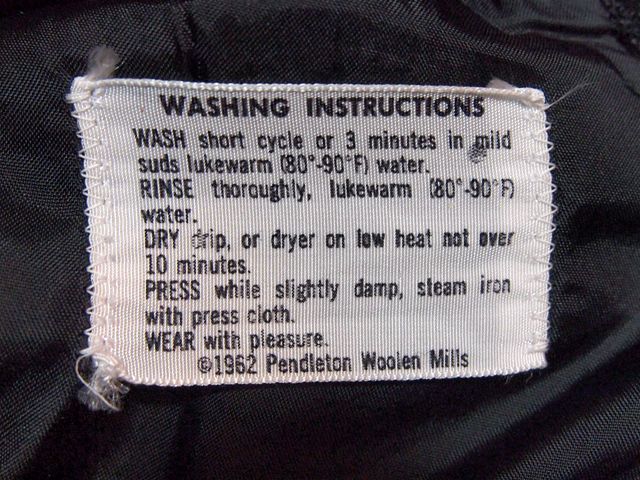 WASHING INSTRUCTIONS
WASH short cycle or 3 minutes in mild
suds lukewarm (80°-90°F) water.
RINSE thoroughly, lukewarm (80°-90°F)
water.
DRY drip, or dryer on low heat not over
10 minutes.
PRESS while slightly damp, steam iron
with press cloth.
WEAR with pleasure.
©1962 Pendleton Woolen Mills